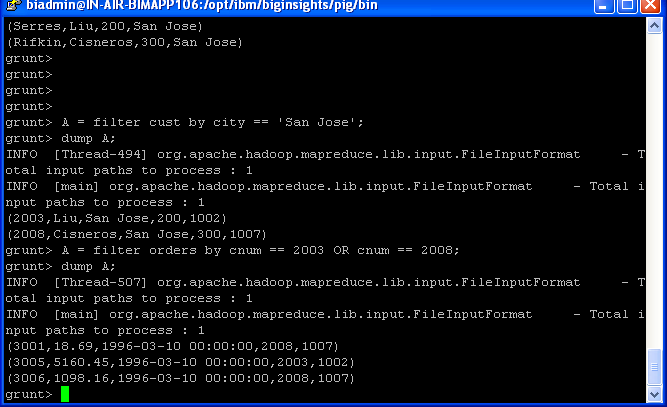 biadmin@IN-AIR-BIMAPP106:/opt/ibm/biginsights/pig/bin
(Serres,Liu,200,San Jose)
(Rifkin,Cisneros,300,San Jose)
grunt>
grunt>
grunt>
grunt>
grunt> A = filter cust by city == 'San Jose';
grunt> dump A;
INFO  [Thread-494] org.apache.hadoop.mapreduce.lib.input.FileInputFormat     - T
otal input paths to process : 1
INFO  [main] org.apache.hadoop.mapreduce.lib.input.FileInputFormat     - Total i
nput paths to process : 1
(2003,Liu,San Jose,200,1002)
(2008,Cisneros,San Jose,300,1007)
grunt> A = filter orders by cnum == 2003 OR cnum == 2008;
grunt> dump A;
INFO  [Thread-507] org.apache.hadoop.mapreduce.lib.input.FileInputFormat     - T
otal input paths to process : 1
INFO  [main] org.apache.hadoop.mapreduce.lib.input.FileInputFormat     - Total i
nput paths to process : 1
(3001,18.69,1996-03-10 00:00:00,2008,1007)
(3005,5160.45,1996-03-10 00:00:00,2003,1002)
(3006,1098.16,1996-03-10 00:00:00,2008,1007)
grunt>